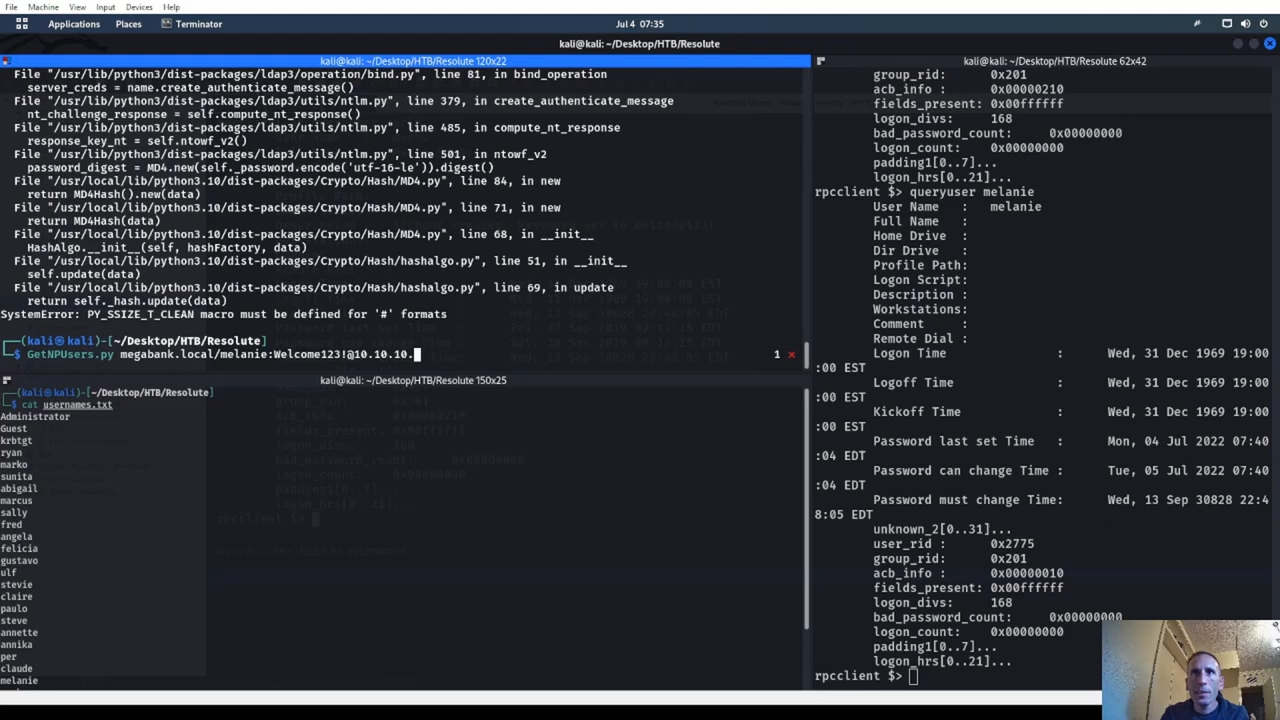 File Machine View Input Devices Help
Applications Places Terminator Jul 4 07:35
kali@kali: ~/Desktop/HTB/Resolute
kali@kali: ~/Desktop/HTB/Resolute 120x22
File "/usr/lib/python3/dist-packages/ldap3/operation/bind.py", line 81, in bind_operation
server_creds = name.create_authenticate_message()
File "/usr/lib/python3/dist-packages/ldap3/utils/ntlm.py", line 379, in create_authenticate_message
nt_challenge_response = self.compute_nt_response()
File "/usr/lib/python3/dist-packages/ldap3/utils/ntlm.py", line 485, in compute_nt_response
response_key_nt = self.ntowf_v2()
File "/usr/lib/python3/dist-packages/ldap3/utils/ntlm.py", line 501, in ntowf_v2
password_digest = MD4.new(self._password.encode('utf-16-le')).digest()
File "/usr/local/lib/python3.10/dist-packages/Crypto/Hash/MD4.py", line 84, in new
return MD4Hash().new(data)
File "/usr/local/lib/python3.10/dist-packages/Crypto/Hash/MD4.py", line 71, in new
return MD4Hash(data)
File "/usr/local/lib/python3.10/dist-packages/Crypto/Hash/MD4.py", line 68, in __init__
HashAlgo.__init__(self, hashFactory, data)
File "/usr/local/lib/python3.10/dist-packages/Crypto/Hash/hashalgo.py", line 51, in __init__
self.update(data)
File "/usr/local/lib/python3.10/dist-packages/Crypto/Hash/hashalgo.py", line 69, in update
return self._hash.update(data)
SystemError: PY_SSIZE_T_CLEAN macro must be defined for '#' formats
┌──(kali㉿kali)-[~/Desktop/HTB/Resolute]
└─$ GetNPUsers.py megabank.local/melanie:Welcome123!@10.10.10. 1 ⨯
kali@kali: ~/Desktop/HTB/Resolute 150x25
┌──(kali㉿kali)-[~/Desktop/HTB/Resolute]
└─$ cat usernames.txt
Administrator
Guest
krbtgt
ryan
marko
sunita
abigail
marcus
sally
fred
angela
felicia
gustavo
ulf
stevie
claire
paulo
steve
annette
annika
per
claude
melanie
kali@kali: ~/Desktop/HTB/Resolute 62x42
group_rid: 0x201
acb_info : 0x00000210
fields_present: 0x00ffffff
logon_divs: 168
bad_password_count: 0x00000000
logon_count: 0x00000000
padding1[0..7]...
logon_hrs[0..21]...
rpcclient $> queryuser melanie
User Name : melanie
Full Name :
Home Drive :
Dir Drive :
Profile Path:
Logon Script:
Description :
Workstations:
Comment :
Remote Dial :
Logon Time : Wed, 31 Dec 1969 19:00
:00 EST
Logoff Time : Wed, 31 Dec 1969 19:00
:00 EST
Kickoff Time : Wed, 31 Dec 1969 19:00
:00 EST
Password last set Time : Mon, 04 Jul 2022 07:40
:04 EDT
Password can change Time : Tue, 05 Jul 2022 07:40
:04 EDT
Password must change Time: Wed, 13 Sep 30828 22:4
8:05 EDT
unknown_2[0..31]...
user_rid : 0x2775
group_rid: 0x201
acb_info : 0x00000010
fields_present: 0x00ffffff
logon_divs: 168
bad_password_count: 0x00000000
logon_count: 0x00000000
padding1[0..7]...
logon_hrs[0..21]...
rpcclient $>